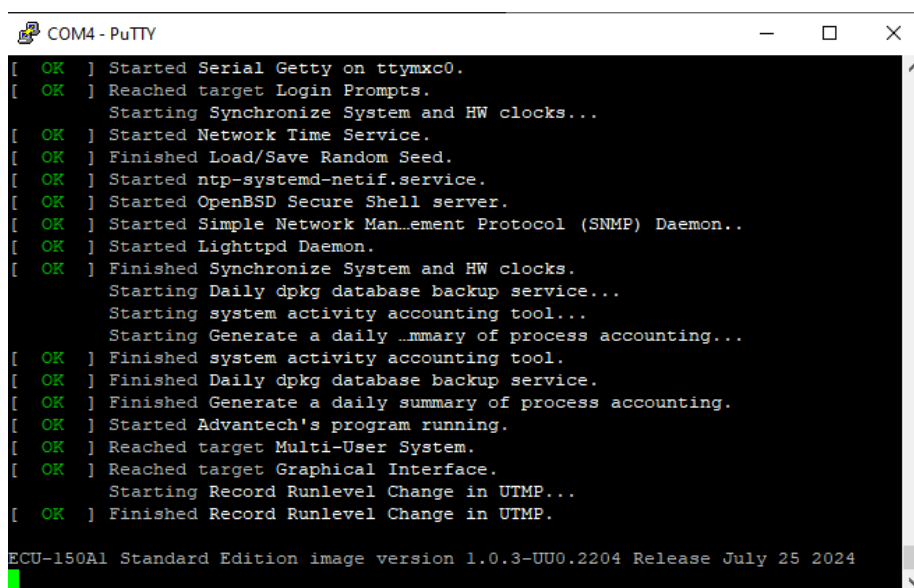 COM4 - PuTTY
[  OK  ] Started Serial Getty on ttymxc0.
[  OK  ] Reached target Login Prompts.
         Starting Synchronize System and HW clocks...
[  OK  ] Started Network Time Service.
[  OK  ] Finished Load/Save Random Seed.
[  OK  ] Started ntp-systemd-netif.service.
[  OK  ] Started OpenBSD Secure Shell server.
[  OK  ] Started Simple Network Man…ement Protocol (SNMP) Daemon..
[  OK  ] Started Lighttpd Daemon.
[  OK  ] Finished Synchronize System and HW clocks.
         Starting Daily dpkg database backup service...
         Starting system activity accounting tool...
         Starting Generate a daily …mmary of process accounting...
[  OK  ] Finished system activity accounting tool.
[  OK  ] Finished Daily dpkg database backup service.
[  OK  ] Finished Generate a daily summary of process accounting.
[  OK  ] Started Advantech's program running.
[  OK  ] Reached target Multi-User System.
[  OK  ] Reached target Graphical Interface.
         Starting Record Runlevel Change in UTMP...
[  OK  ] Finished Record Runlevel Change in UTMP.
ECU-150A1 Standard Edition image version 1.0.3-UU0.2204 Release July 25 2024